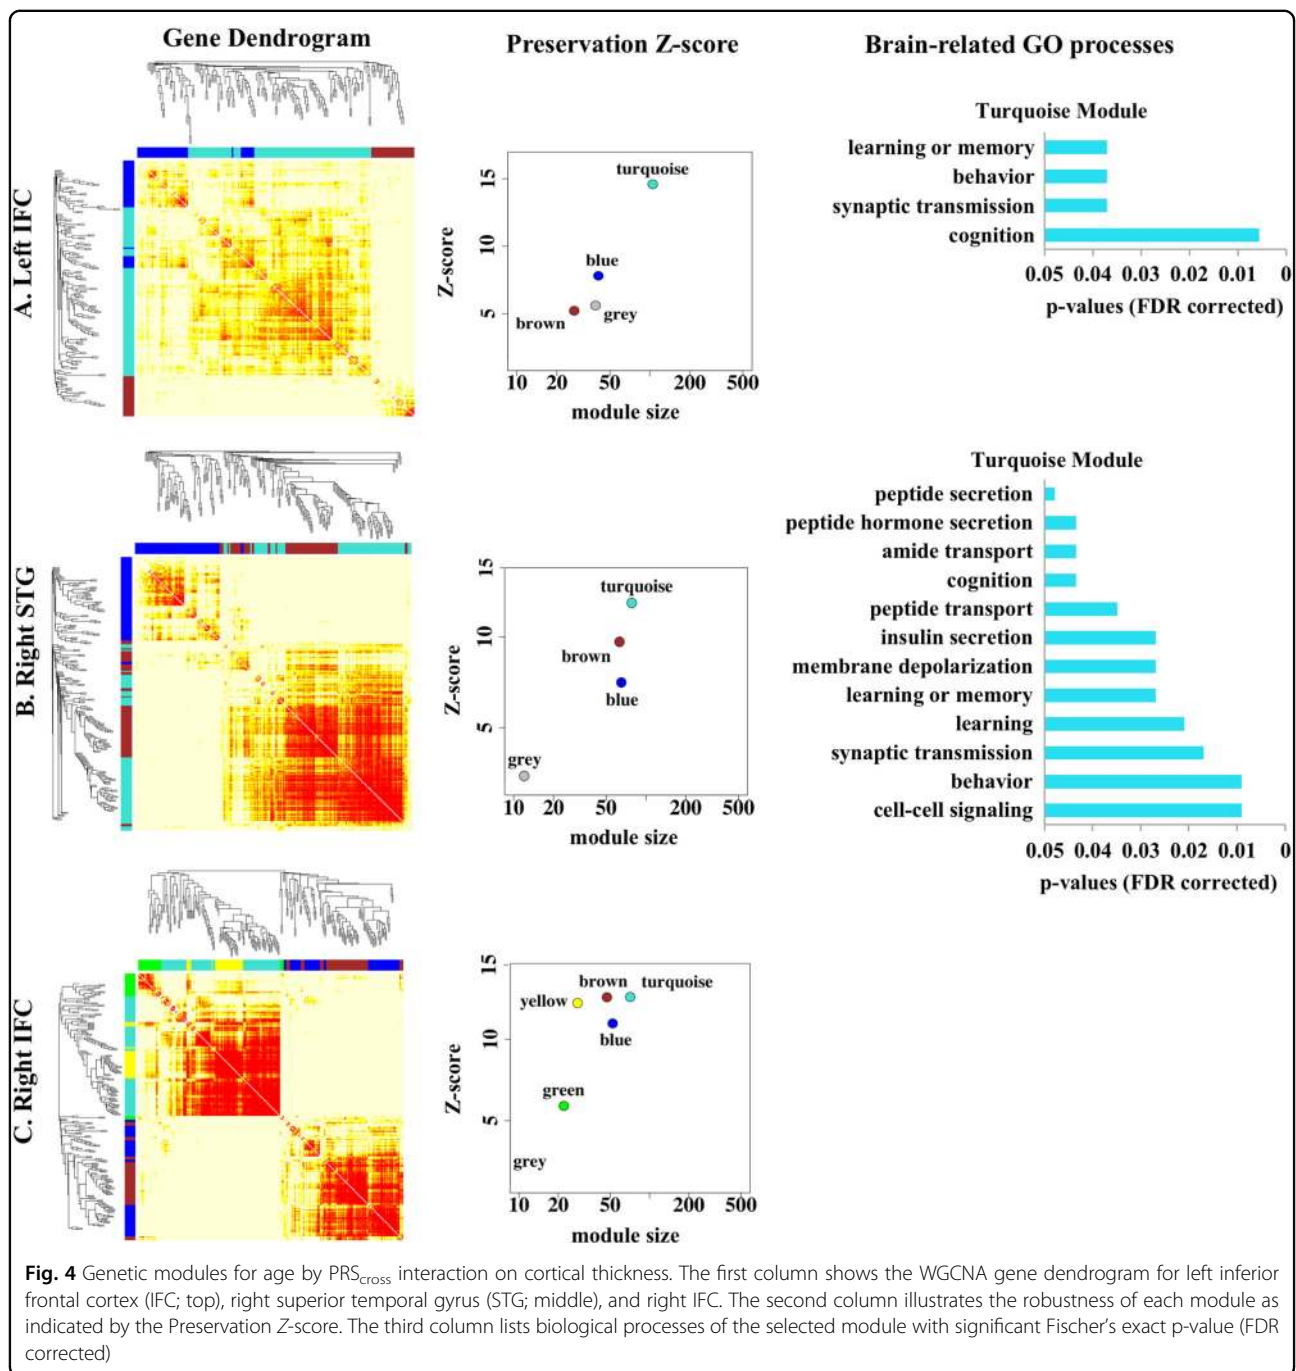 Gene Dendrogram
Preservation Z-score
Brain-related GO processes
A. Left IFC
Z-score
15
10
5
turquoise
blue
grey
brown
10 20 50 200 500
module size
Turquoise Module
learning or memory
behavior
synaptic transmission
cognition
0.05 0.04 0.03 0.02 0.01 0
p-values (FDR corrected)
B. Right STG
Z-score
15
10
5
turquoise
brown
blue
grey
10 20 50 200 500
module size
Turquoise Module
peptide secretion
peptide hormone secretion
amide transport
cognition
peptide transport
insulin secretion
membrane depolarization
learning or memory
learning
synaptic transmission
behavior
cell-cell signaling
0.05 0.04 0.03 0.02 0.01 0
p-values (FDR corrected)
C. Right IFC
Z-score
15
10
5
brown turquoise
yellow
blue
green
grey
10 20 50 200 500
module size
Fig. 4 Genetic modules for age by PRScross interaction on cortical thickness. The first column shows the WGCNA gene dendrogram for left inferior
frontal cortex (IFC; top), right superior temporal gyrus (STG; middle), and right IFC. The second column illustrates the robustness of each module as
indicated by the Preservation Z-score. The third column lists biological processes of the selected module with significant Fischer's exact p-value (FDR
corrected)